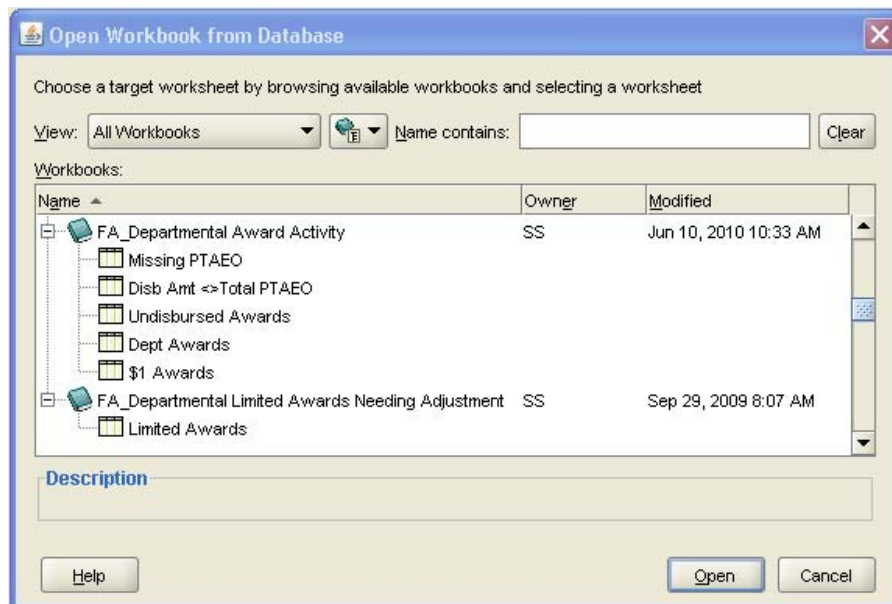 Open Workbook from Database
Choose a target worksheet by browsing available workbooks and selecting a worksheet
View: All Workbooks Name contains: Clear
Workbooks:
Name Owner Modified
FA_Departmental Award Activity SS Jun 10, 2010 10:33 AM
Missing PTAEO
Disb Amt <>Total PTAEO
Undisbursed Awards
Dept Awards
$1 Awards
FA_Departmental Limited Awards Needing Adjustment SS Sep 29, 2009 8:07 AM
Limited Awards
Description
Help Open Cancel